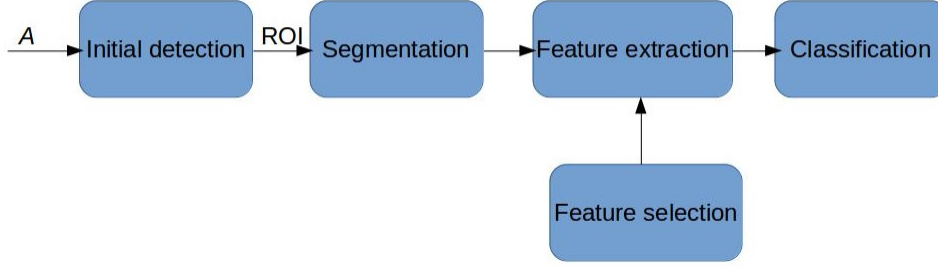 A
Initial detection
ROI
Segmentation
Feature extraction
Classification
Feature selection